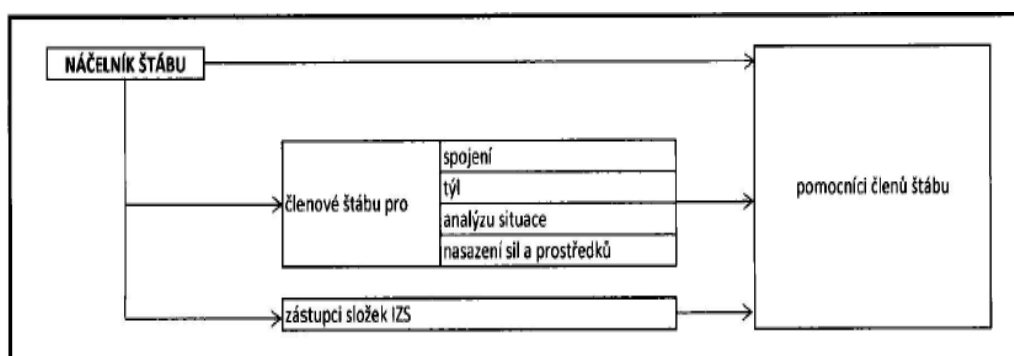 NÁČELNÍK ŠTÁBU
členové štábu pro
spojení
týl
analýzu situace
nasazení sil a prostředků
zástupci složek IZS
pomocníci členů štábu